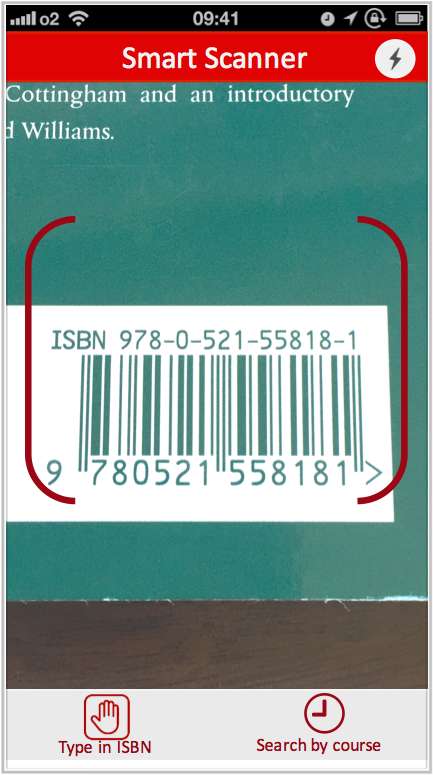 o2 09:41
Smart Scanner
Cottingham and an introductory
d Williams.
ISBN 978-0-521-55818-1
9 780521 558181 >
Type in ISBN
Search by course